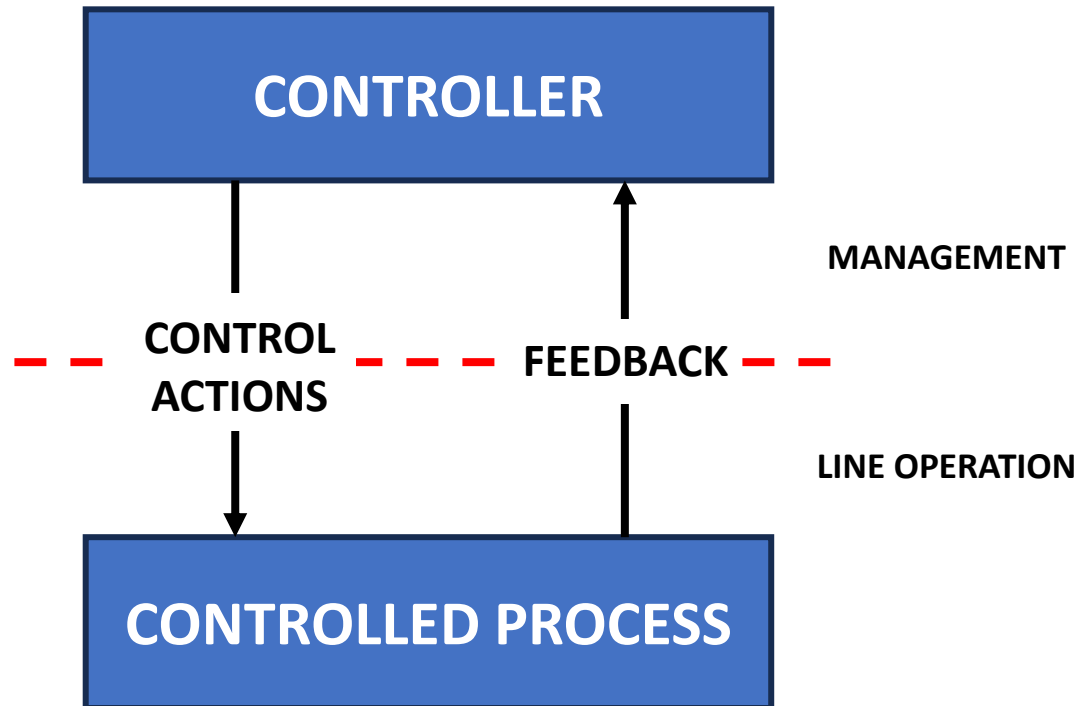 CONTROLLER
MANAGEMENT
CONTROL
ACTIONS
FEEDBACK
LINE OPERATION
CONTROLLED PROCESS